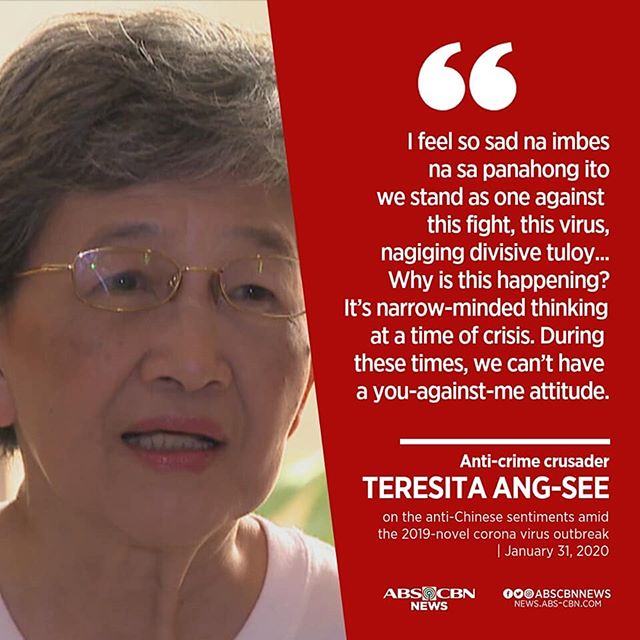 “
I feel so sad na imbes
na sa panahong ito
we stand as one against
this fight, this virus,
nagiging divisive tuloy...
Why is this happening?
It's narrow-minded thinking
at a time of crisis. During
these times, we can't have
a you-against-me attitude.
Anti-crime crusader
TERESITA ANG-SEE
on the anti-Chinese sentiments amid
the 2019-novel corona virus outbreak
| January 31, 2020
ABS CBN
NEWS
ABSCBNNEWS
NEWS.ABS-CBN.COM